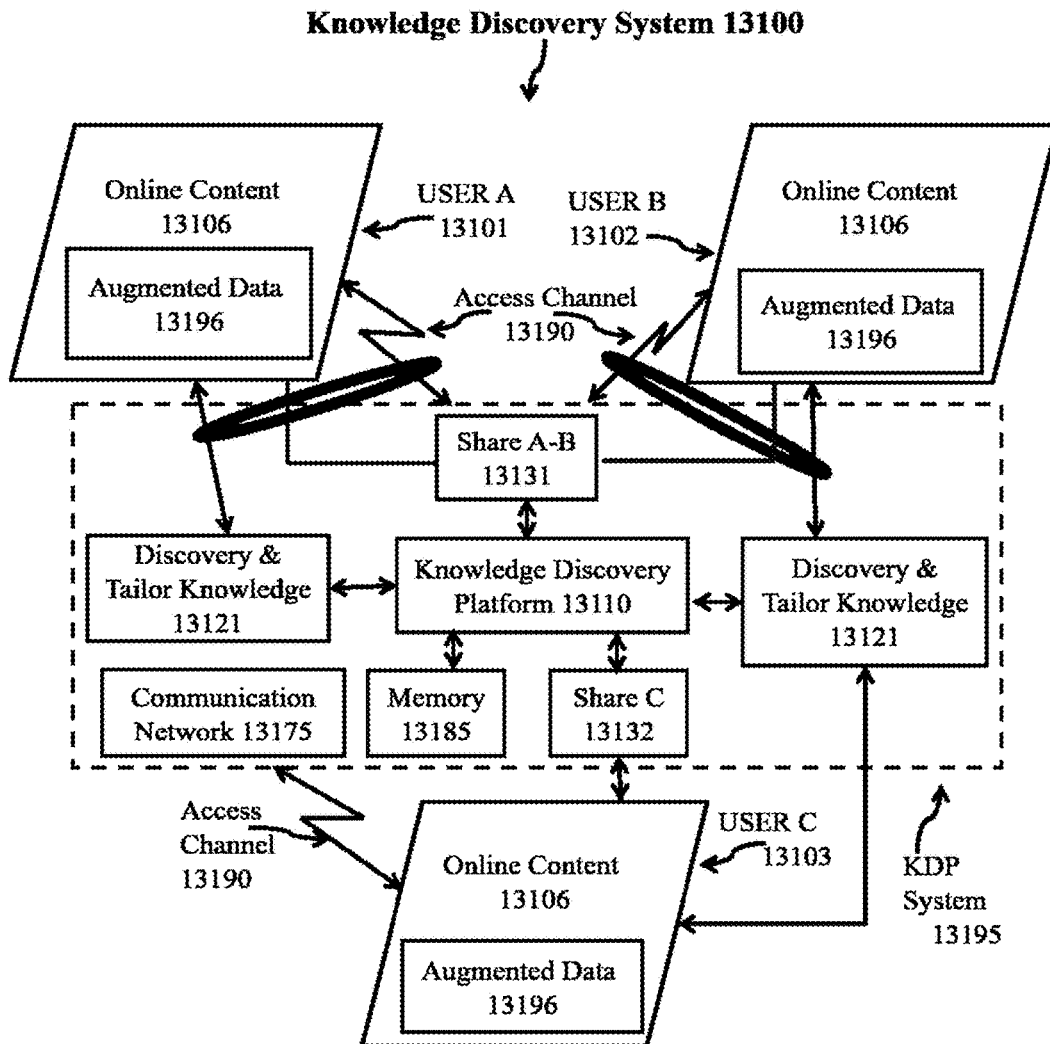 Knowledge Discovery System 13100
Online Content
13106
Augmented Data
13196
USER A
13101
USER B
13102
Online Content
13106
Augmented Data
13196
Access Channel
13190
Share A-B
13131
Discovery &
Tailor Knowledge
13121
Knowledge Discovery
Platform 13110
Discovery &
Tailor Knowledge
13121
Communication
Network 13175
Memory
13185
Share C
13132
Access
Channel
13190
Online Content
13106
Augmented Data
13196
USER C
13103
KDP
System
13195